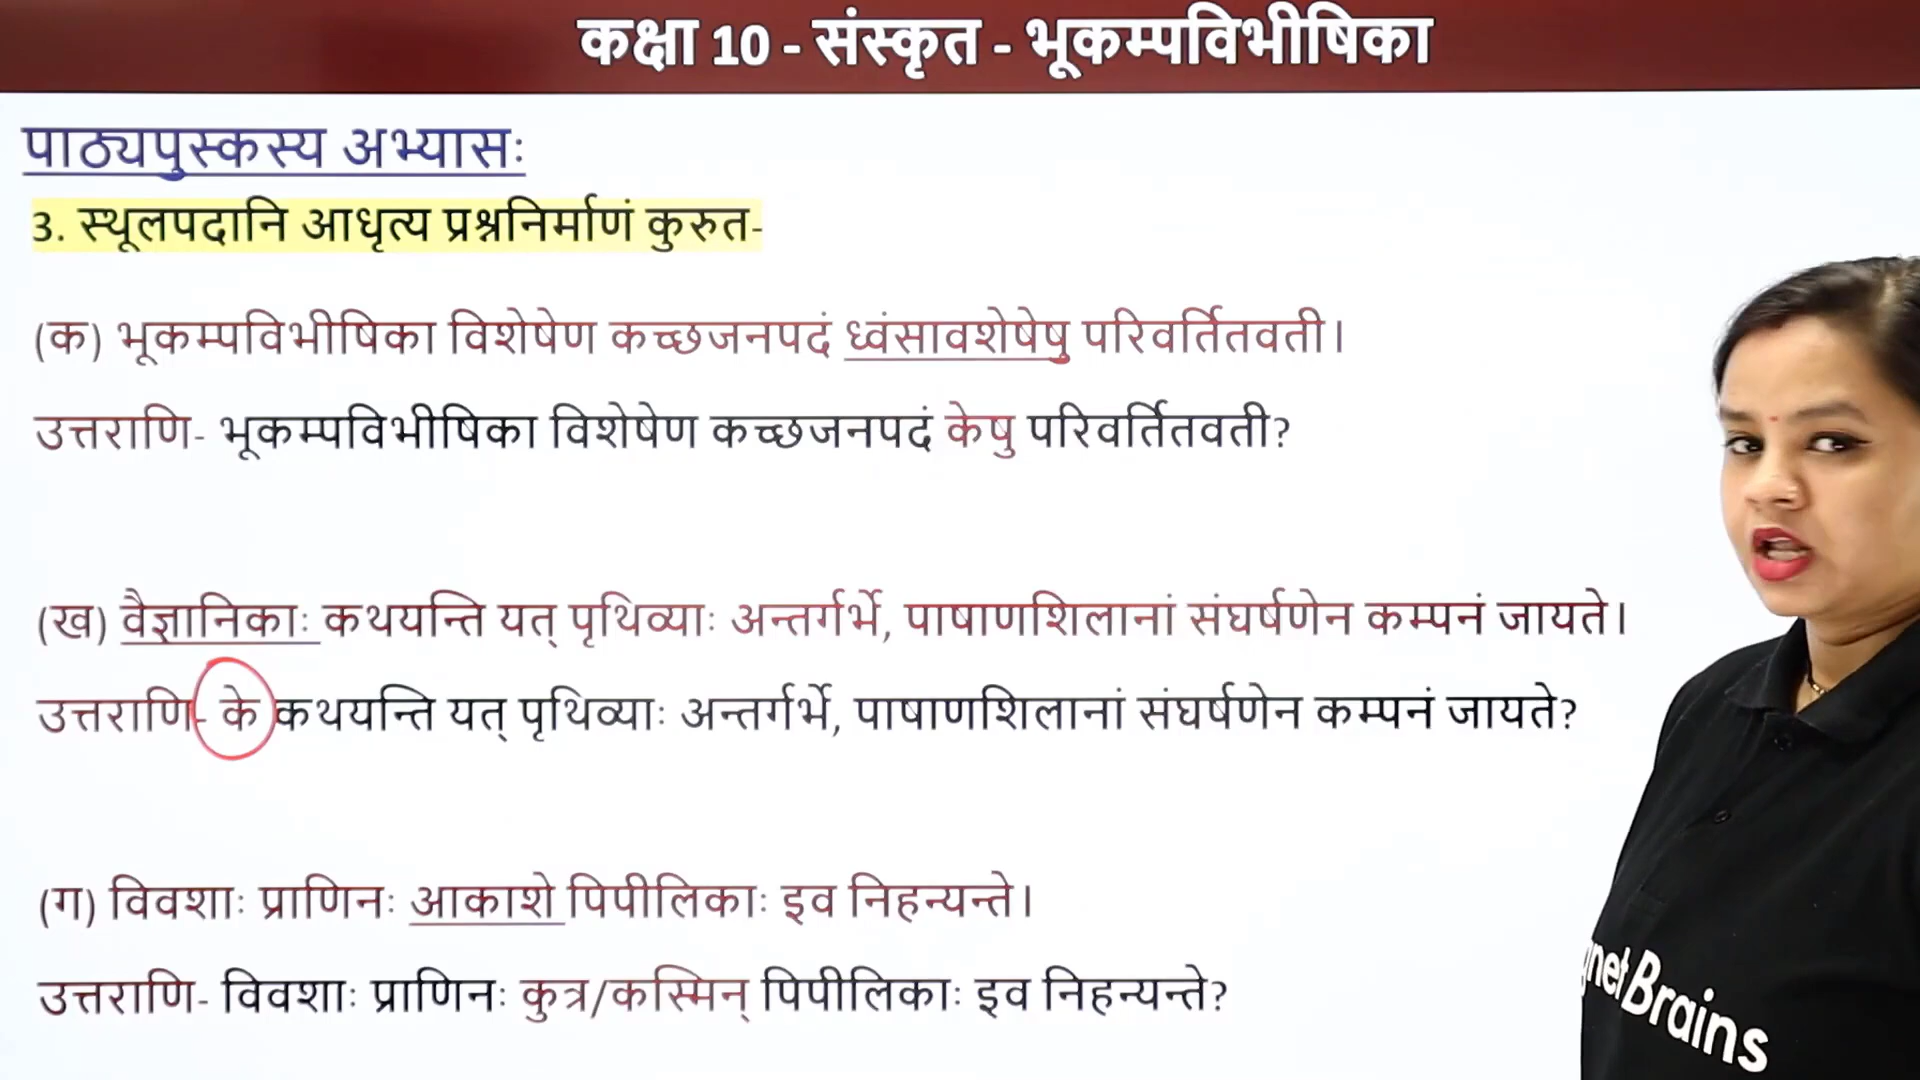 कक्षा 10 - संस्कृत - भूकम्पविभीषिका
पाठ्यपुस्कस्य अभ्यासः
3. स्थूलपदानि आधृत्य प्रश्ननिर्माणं कुरुत-
(क) भूकम्पविभीषिका विशेषेण कच्छजनपदं ध्वंसावशेषेषु परिवर्तितवती।
उत्तराणि- भूकम्पविभीषिका विशेषेण कच्छजनपदं केषु परिवर्तितवती?
(ख) वैज्ञानिकाः कथयन्ति यत् पृथिव्याः अन्तर्गर्भे, पाषाणशिलानां संघर्षणेन कम्पनं जायते।
उत्तराणि- के कथयन्ति यत् पृथिव्याः अन्तर्गर्भे, पाषाणशिलानां संघर्षणेन कम्पनं जायते?
(ग) विवशाः प्राणिनः आकाशे पिपीलिकाः इव निहन्यन्ते।
उत्तराणि- विवशाः प्राणिनः कुत्र/कस्मिन् पिपीलिकाः इव निहन्यन्ते?
gnet Brains